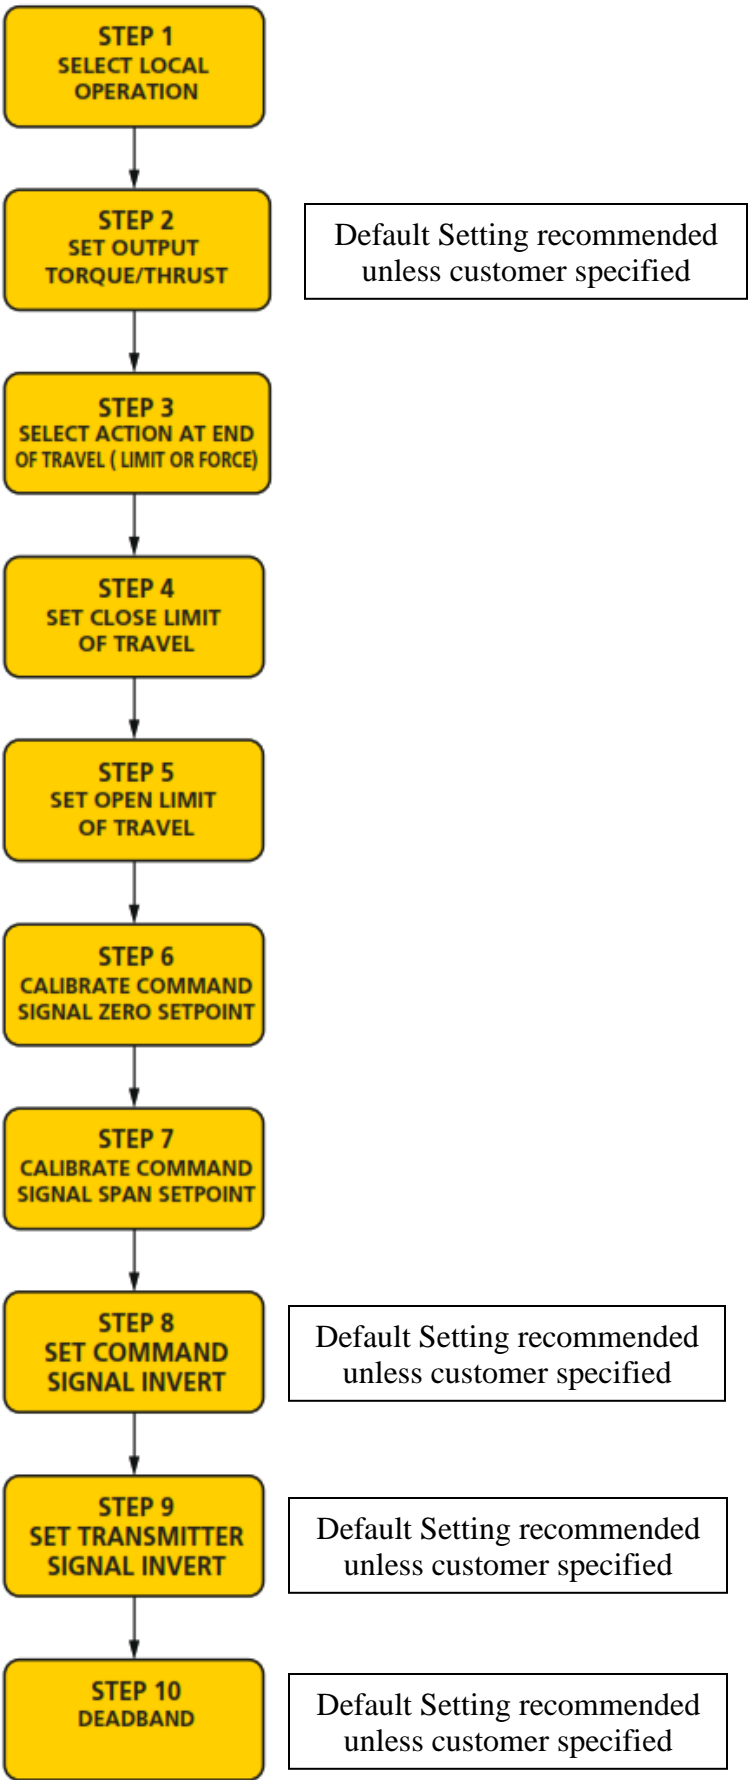 STEP 1
SELECT LOCAL
OPERATION
STEP 2
SET OUTPUT
TORQUE/THRUST
Default Setting recommended
unless customer specified
STEP 3
SELECT ACTION AT END
OF TRAVEL ( LIMIT OR FORCE)
STEP 4
SET CLOSE LIMIT
OF TRAVEL
STEP 5
SET OPEN LIMIT
OF TRAVEL
STEP 6
CALIBRATE COMMAND
SIGNAL ZERO SETPOINT
STEP 7
CALIBRATE COMMAND
SIGNAL SPAN SETPOINT
STEP 8
SET COMMAND
SIGNAL INVERT
Default Setting recommended
unless customer specified
STEP 9
SET TRANSMITTER
SIGNAL INVERT
Default Setting recommended
unless customer specified
STEP 10
DEADBAND
Default Setting recommended
unless customer specified